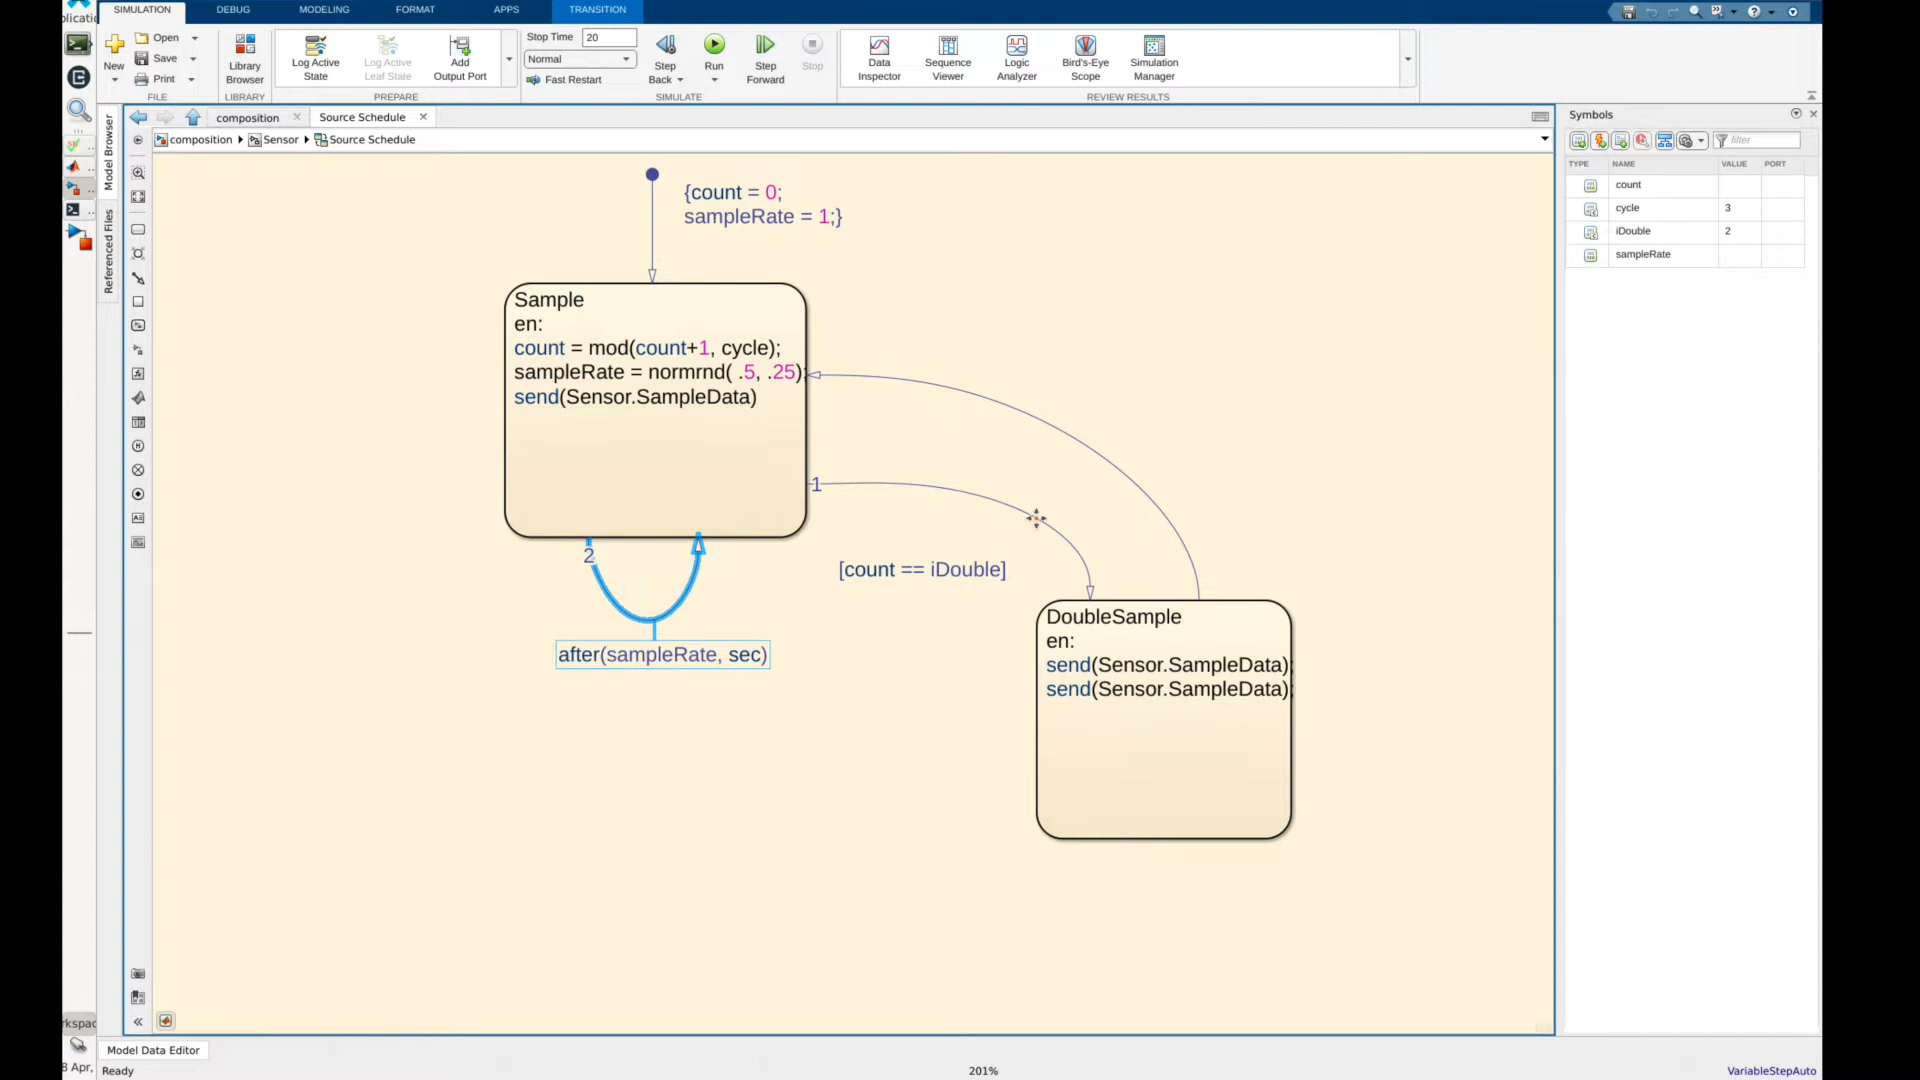 plicatio
SIMULATION
DEBUG
MODELING
FORMAT
APPS
TRANSITION
New
Open
Save
Print
FILE
Library
Browser
LIBRARY
Log Active
State
Log Active
Leaf State
Add
Output Port
PREPARE
Stop Time 20
Normal
Fast Restart
Step
Back
Run
Step
Forward
Stop
SIMULATE
Data
Inspector
Sequence
Viewer
Logic
Analyzer
Bird's-Eye
Scope
Simulation
Manager
REVIEW RESULTS
Model Browser
Referenced Files
composition
Source Schedule
composition Sensor Source Schedule
{count = 0;
sampleRate = 1;}
Sample
en:
count = mod(count+1, cycle);
sampleRate = normrnd( .5, .25);
send(Sensor.SampleData)
1
2
[count == iDouble]
after(sampleRate, sec)
DoubleSample
en:
send(Sensor.SampleData);
send(Sensor.SampleData);
Symbols
filter
TYPE NAME VALUE PORT
count
cycle 3
iDouble 2
sampleRate
rkspac
8 Apr,
Model Data Editor
Ready
201%
VariableStepAuto